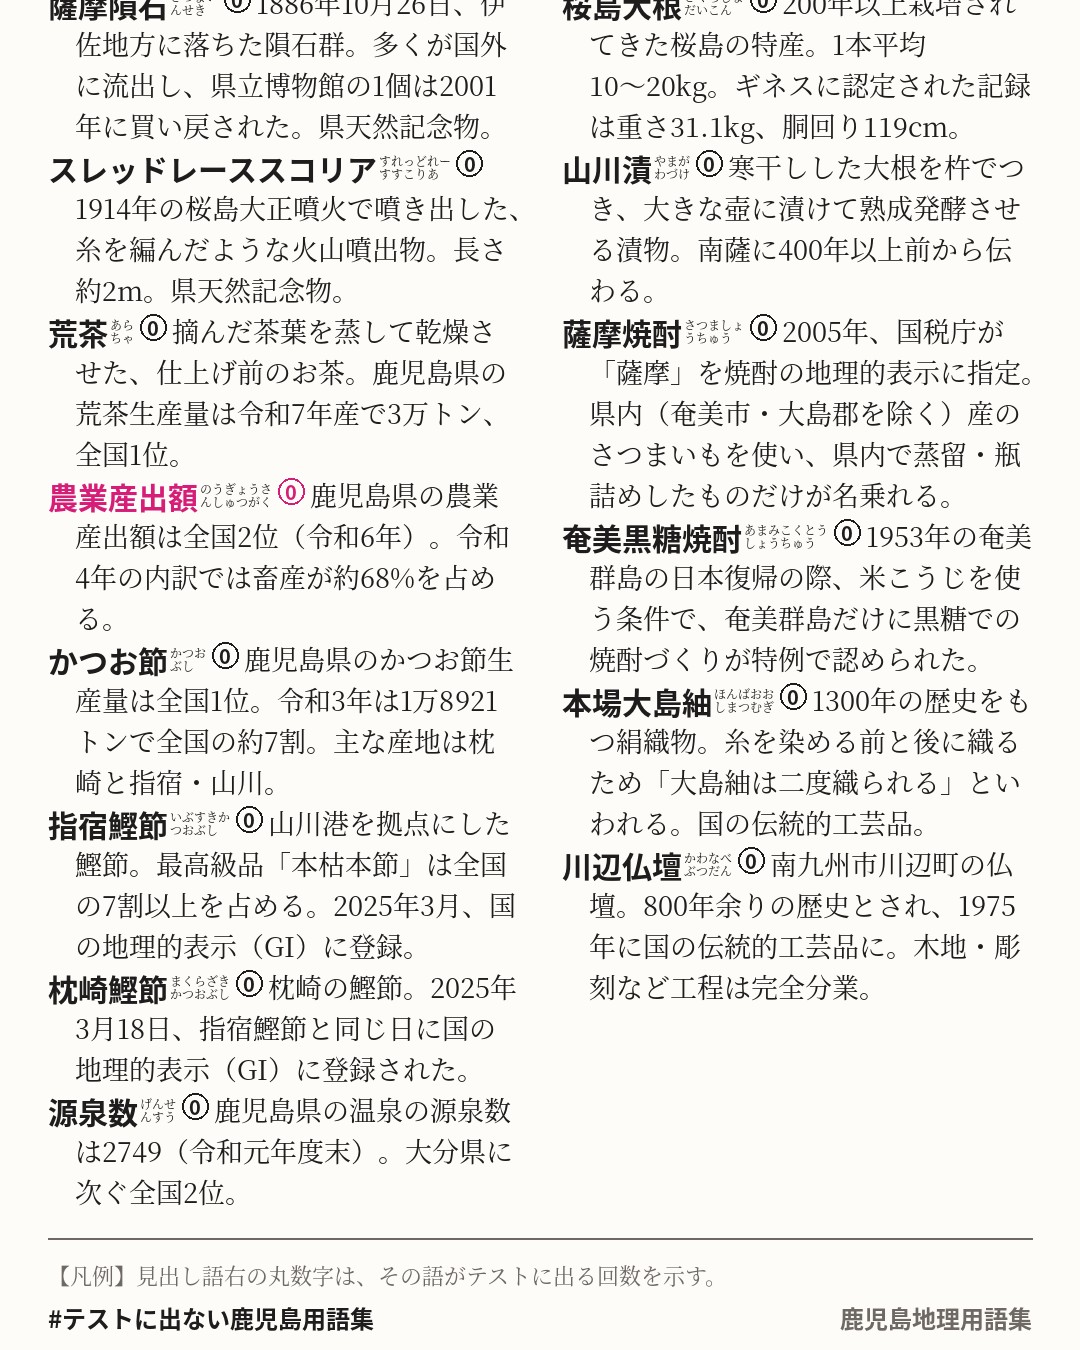 薩摩隕石 んせき ⓪ 1886年10月26日、伊
佐地方に落ちた隕石群。多くが国外
に流出し、県立博物館の1個は2001
年に買い戻された。県天然記念物。
スレッドレーススコリア すれっどれーすすこりあ ⓪
1914年の桜島大正噴火で噴き出した、
糸を編んだような火山噴出物。長さ
約2m。県天然記念物。
荒茶 あらちゃ ⓪ 摘んだ茶葉を蒸して乾燥さ
せた、仕上げ前のお茶。鹿児島県の
荒茶生産量は令和7年産で3万トン、
全国1位。
農業産出額 のうぎょうさんしゅつがく ⓪ 鹿児島県の農業
産出額は全国2位（令和6年）。令和
4年の内訳では畜産が約68%を占め
る。
かつお節 かつおぶし ⓪ 鹿児島県のかつお節生
産量は全国1位。令和3年は1万8921
トンで全国の約7割。主な産地は枕
崎と指宿・山川。
指宿鰹節 いぶすきかつおぶし ⓪ 山川港を拠点にした
鰹節。最高級品「本枯本節」は全国
の7割以上を占める。2025年3月、国
の地理的表示（GI）に登録。
枕崎鰹節 まくらざきかつおぶし ⓪ 枕崎の鰹節。2025年
3月18日、指宿鰹節と同じ日に国の
地理的表示（GI）に登録された。
源泉数 げんせんすう ⓪ 鹿児島県の温泉の源泉数
は2749（令和元年度末）。大分県に
次ぐ全国2位。
桜島大根 だいこん ⓪ 200年以上栽培され
てきた桜島の特産。1本平均
10～20kg。ギネスに認定された記録
は重さ31.1kg、胴回り119cm。
山川漬 やまがわづけ ⓪ 寒干しした大根を杵でつ
き、大きな壺に漬けて熟成発酵させ
る漬物。南薩に400年以上前から伝
わる。
薩摩焼酎 さつましょうちゅう ⓪ 2005年、国税庁が
「薩摩」を焼酎の地理的表示に指定。
県内（奄美市・大島郡を除く）産の
さつまいもを使い、県内で蒸留・瓶
詰めしたものだけが名乗れる。
奄美黒糖焼酎 あまみこくとうしょうちゅう ⓪ 1953年の奄美
群島の日本復帰の際、米こうじを使
う条件で、奄美群島だけに黒糖での
焼酎づくりが特例で認められた。
本場大島紬 ほんばおおしまつむぎ ⓪ 1300年の歴史をも
つ絹織物。糸を染める前と後に織る
ため「大島紬は二度織られる」とい
われる。国の伝統的工芸品。
川辺仏壇 かわなべぶつだん ⓪ 南九州市川辺町の仏
壇。800年余りの歴史とされ、1975
年に国の伝統的工芸品に。木地・彫
刻など工程は完全分業。
【凡例】見出し語右の丸数字は、その語がテストに出る回数を示す。
#テストに出ない鹿児島用語集
鹿児島地理用語集